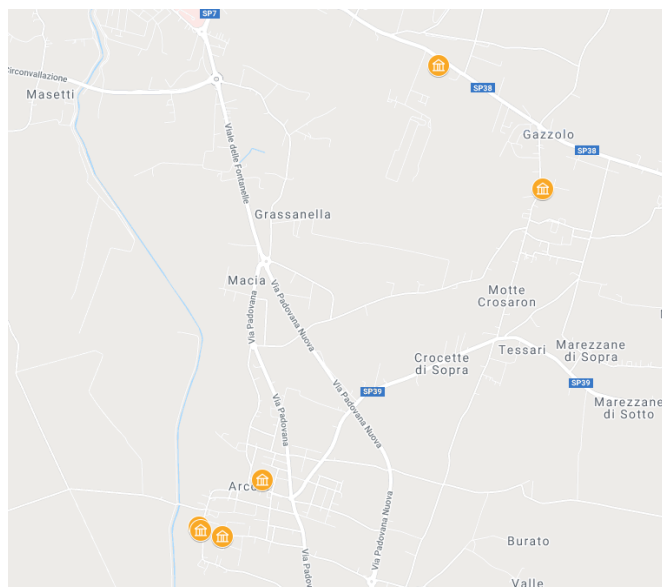 SP7
Circonvallazione
Masetti
SP38
Gazzolo
SP38
Viale delle Fontanelle
Grassanella
Macia
Via Padovana
Via Padovana Nuova
Motte
Crosaron
Tessari
Marezzane
di Sopra
Crocette
di Sopra
SP39
SP39
Marezzane
di Sotto
Via Padovana
Via Padovana Nuova
Via Padovana Nuova
Burato
Valle
Via Pad